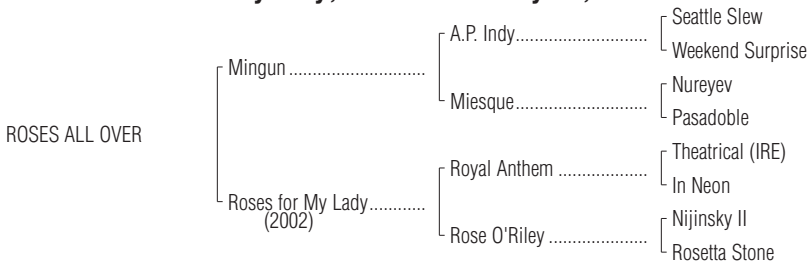 Seattle Slew
A.P. Indy
Weekend Surprise
Mingun
Nureyev
Miesque
Pasadoble
ROSES ALL OVER
Theatrical (IRE)
Royal Anthem
In Neon
Roses for My Lady
(2002)
Nijinsky II
Rose O'Riley
Rosetta Stone